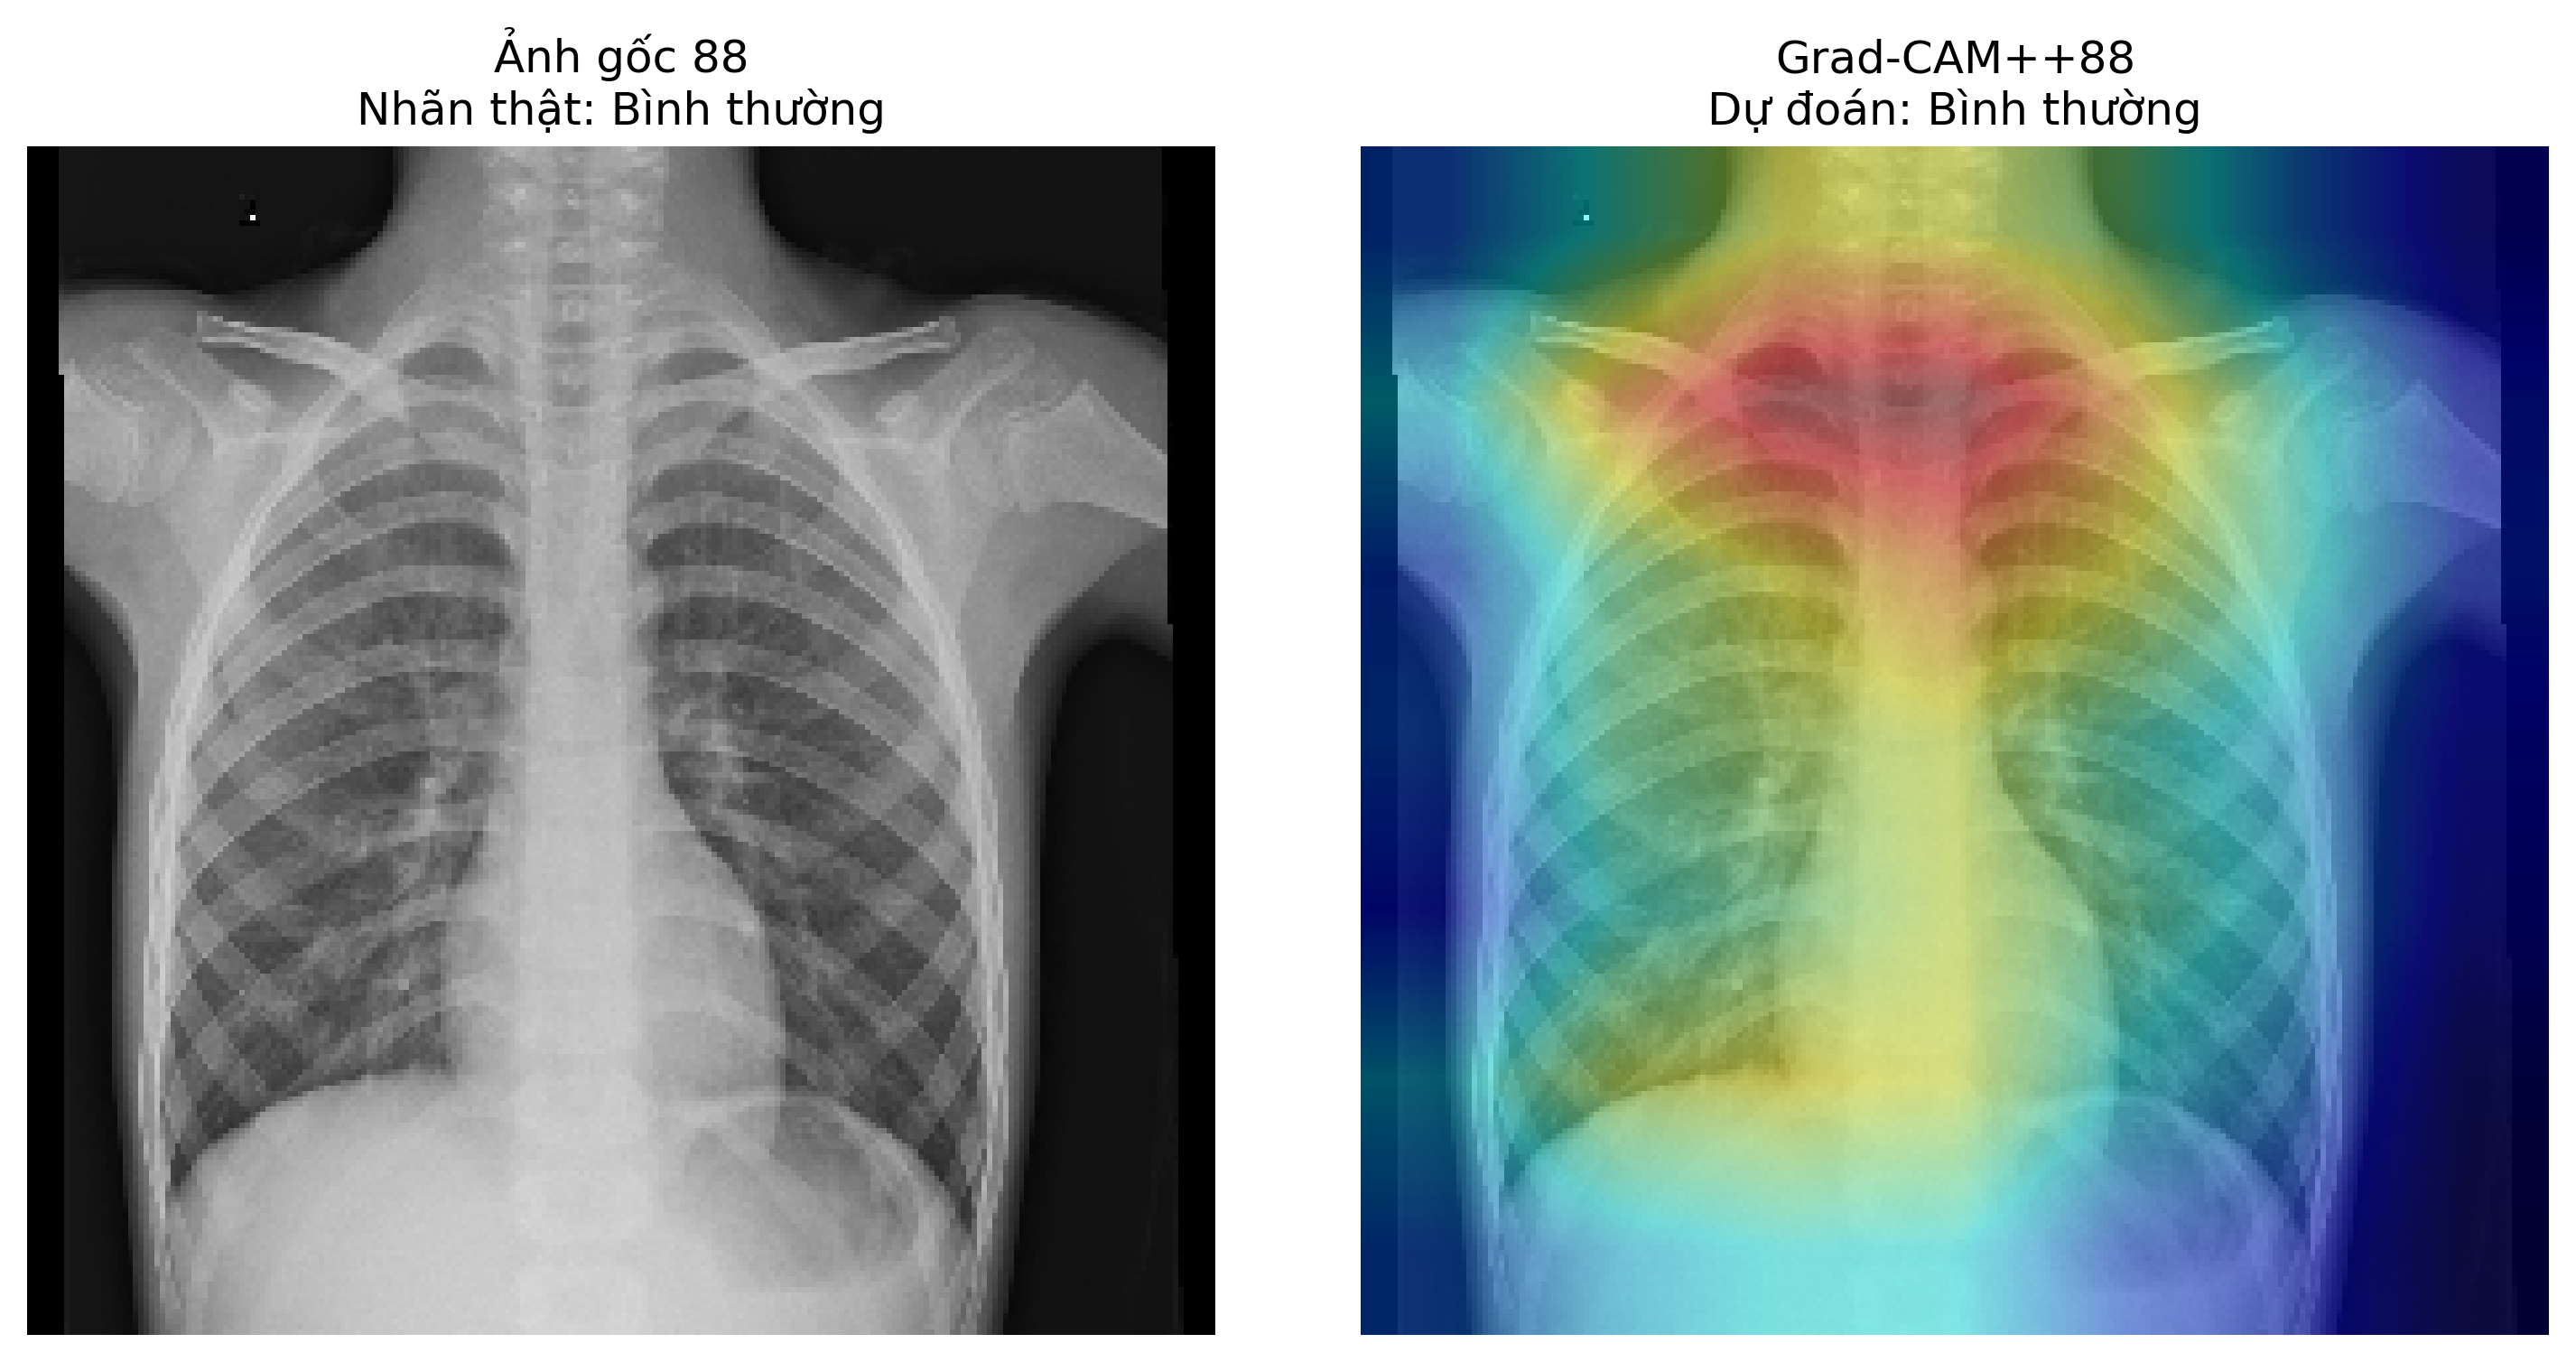 Ảnh gốc 88
Nhãn thật: Bình thường
Grad-CAM++88
Dự đoán: Bình thường